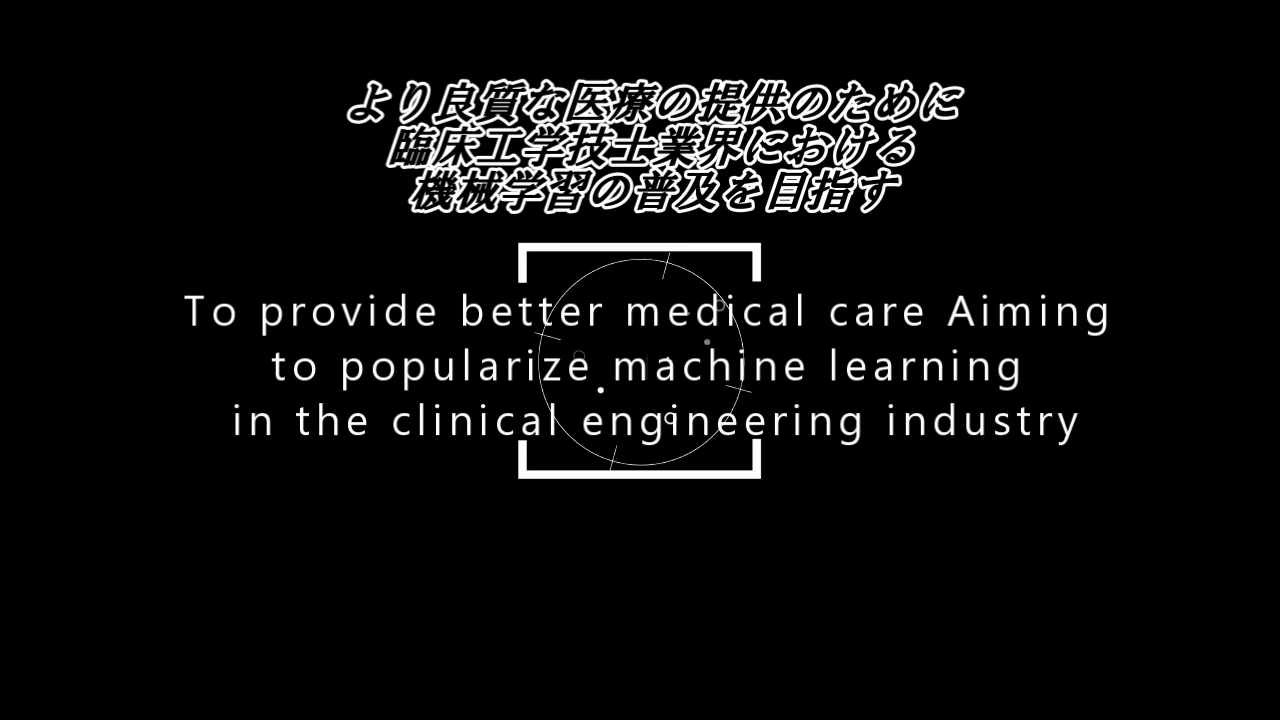 より良質な医療の提供のために
臨床工学技士業界における
機械学習の普及を目指す
To provide better medical care Aiming
to popularize machine learning
in the clinical engineering industry